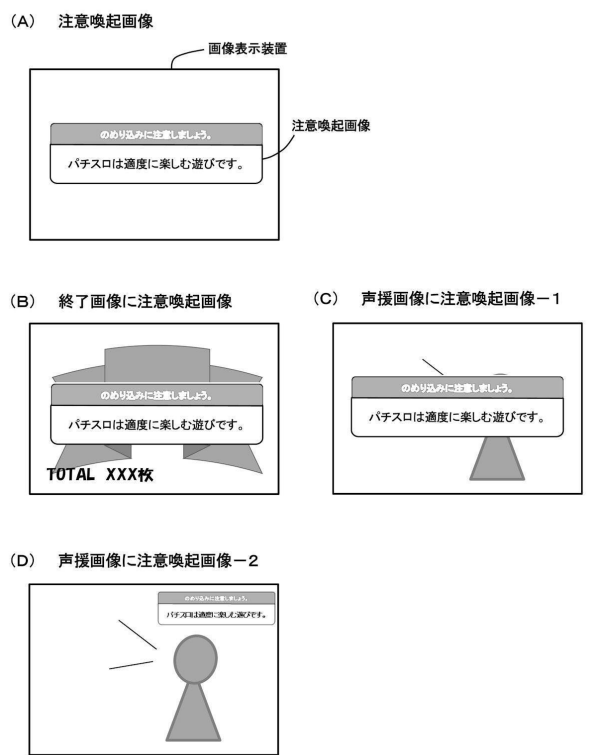 （A）　注意喚起画像
画像表示装置
のめり込みに注意しましょう。
注意喚起画像
パチスロは適度に楽しむ遊びです。
（B）　終了画像に注意喚起画像
（C）　声援画像に注意喚起画像－1
のめり込みに注意しましょう。
パチスロは適度に楽しむ遊びです。
TOTAL XXX枚
のめり込みに注意しましょう。
パチスロは適度に楽しむ遊びです。
（D）　声援画像に注意喚起画像－2
のめり込みに注意しましょう。
パチスロは適度に楽しむ遊びです。